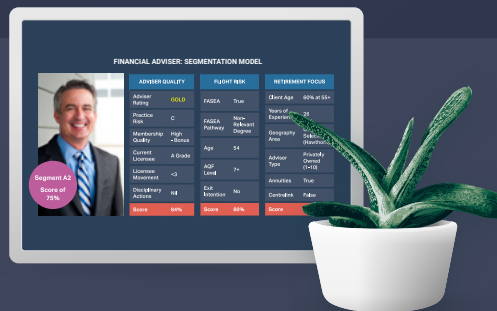 FINANCIAL ADVISER: SEGMENTATION MODEL
ADVISER QUALITY
Adviser Rating GOLD
Practice Risk C
Membership Quality High - Bonus
Current Licensee A Grade
Licensee Movement <3
Disciplinary Actions Nil
Score 84%
FLIGHT RISK
FASEA True
FASEA Pathway Non-Relevant Degree
Age 54
AQF Level 7+
Exit Intention No
Score 80%
RETIREMENT FOCUS
Client Age 60% at 55+
Years of 26
Geography Area
Adviser Type Privately Owned (1-10)
Annuities True
Centrelink False
Score
Segment A2
Score of
75%